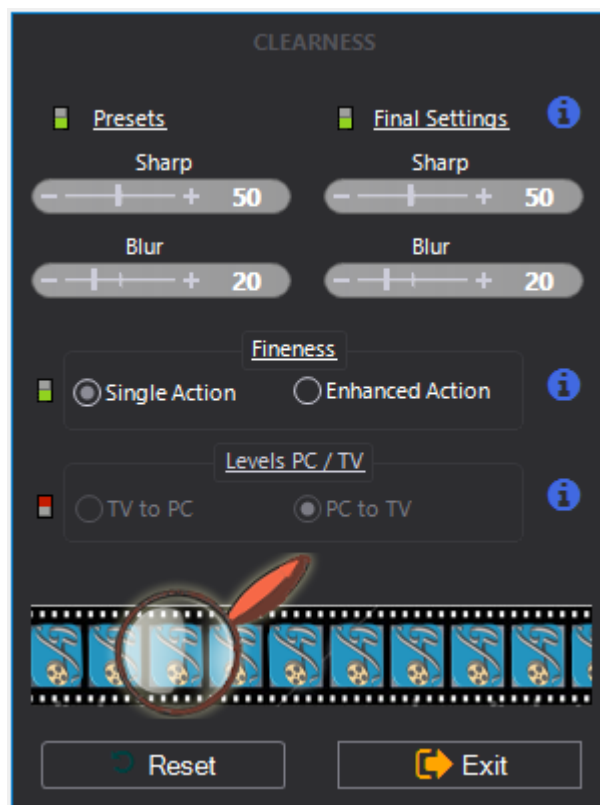 CLEARNESS
Presets Final Settings
Sharp Sharp
50 50
Blur Blur
20 20
Fineness
Single Action Enhanced Action
Levels PC / TV
TV to PC PC to TV
Reset Exit